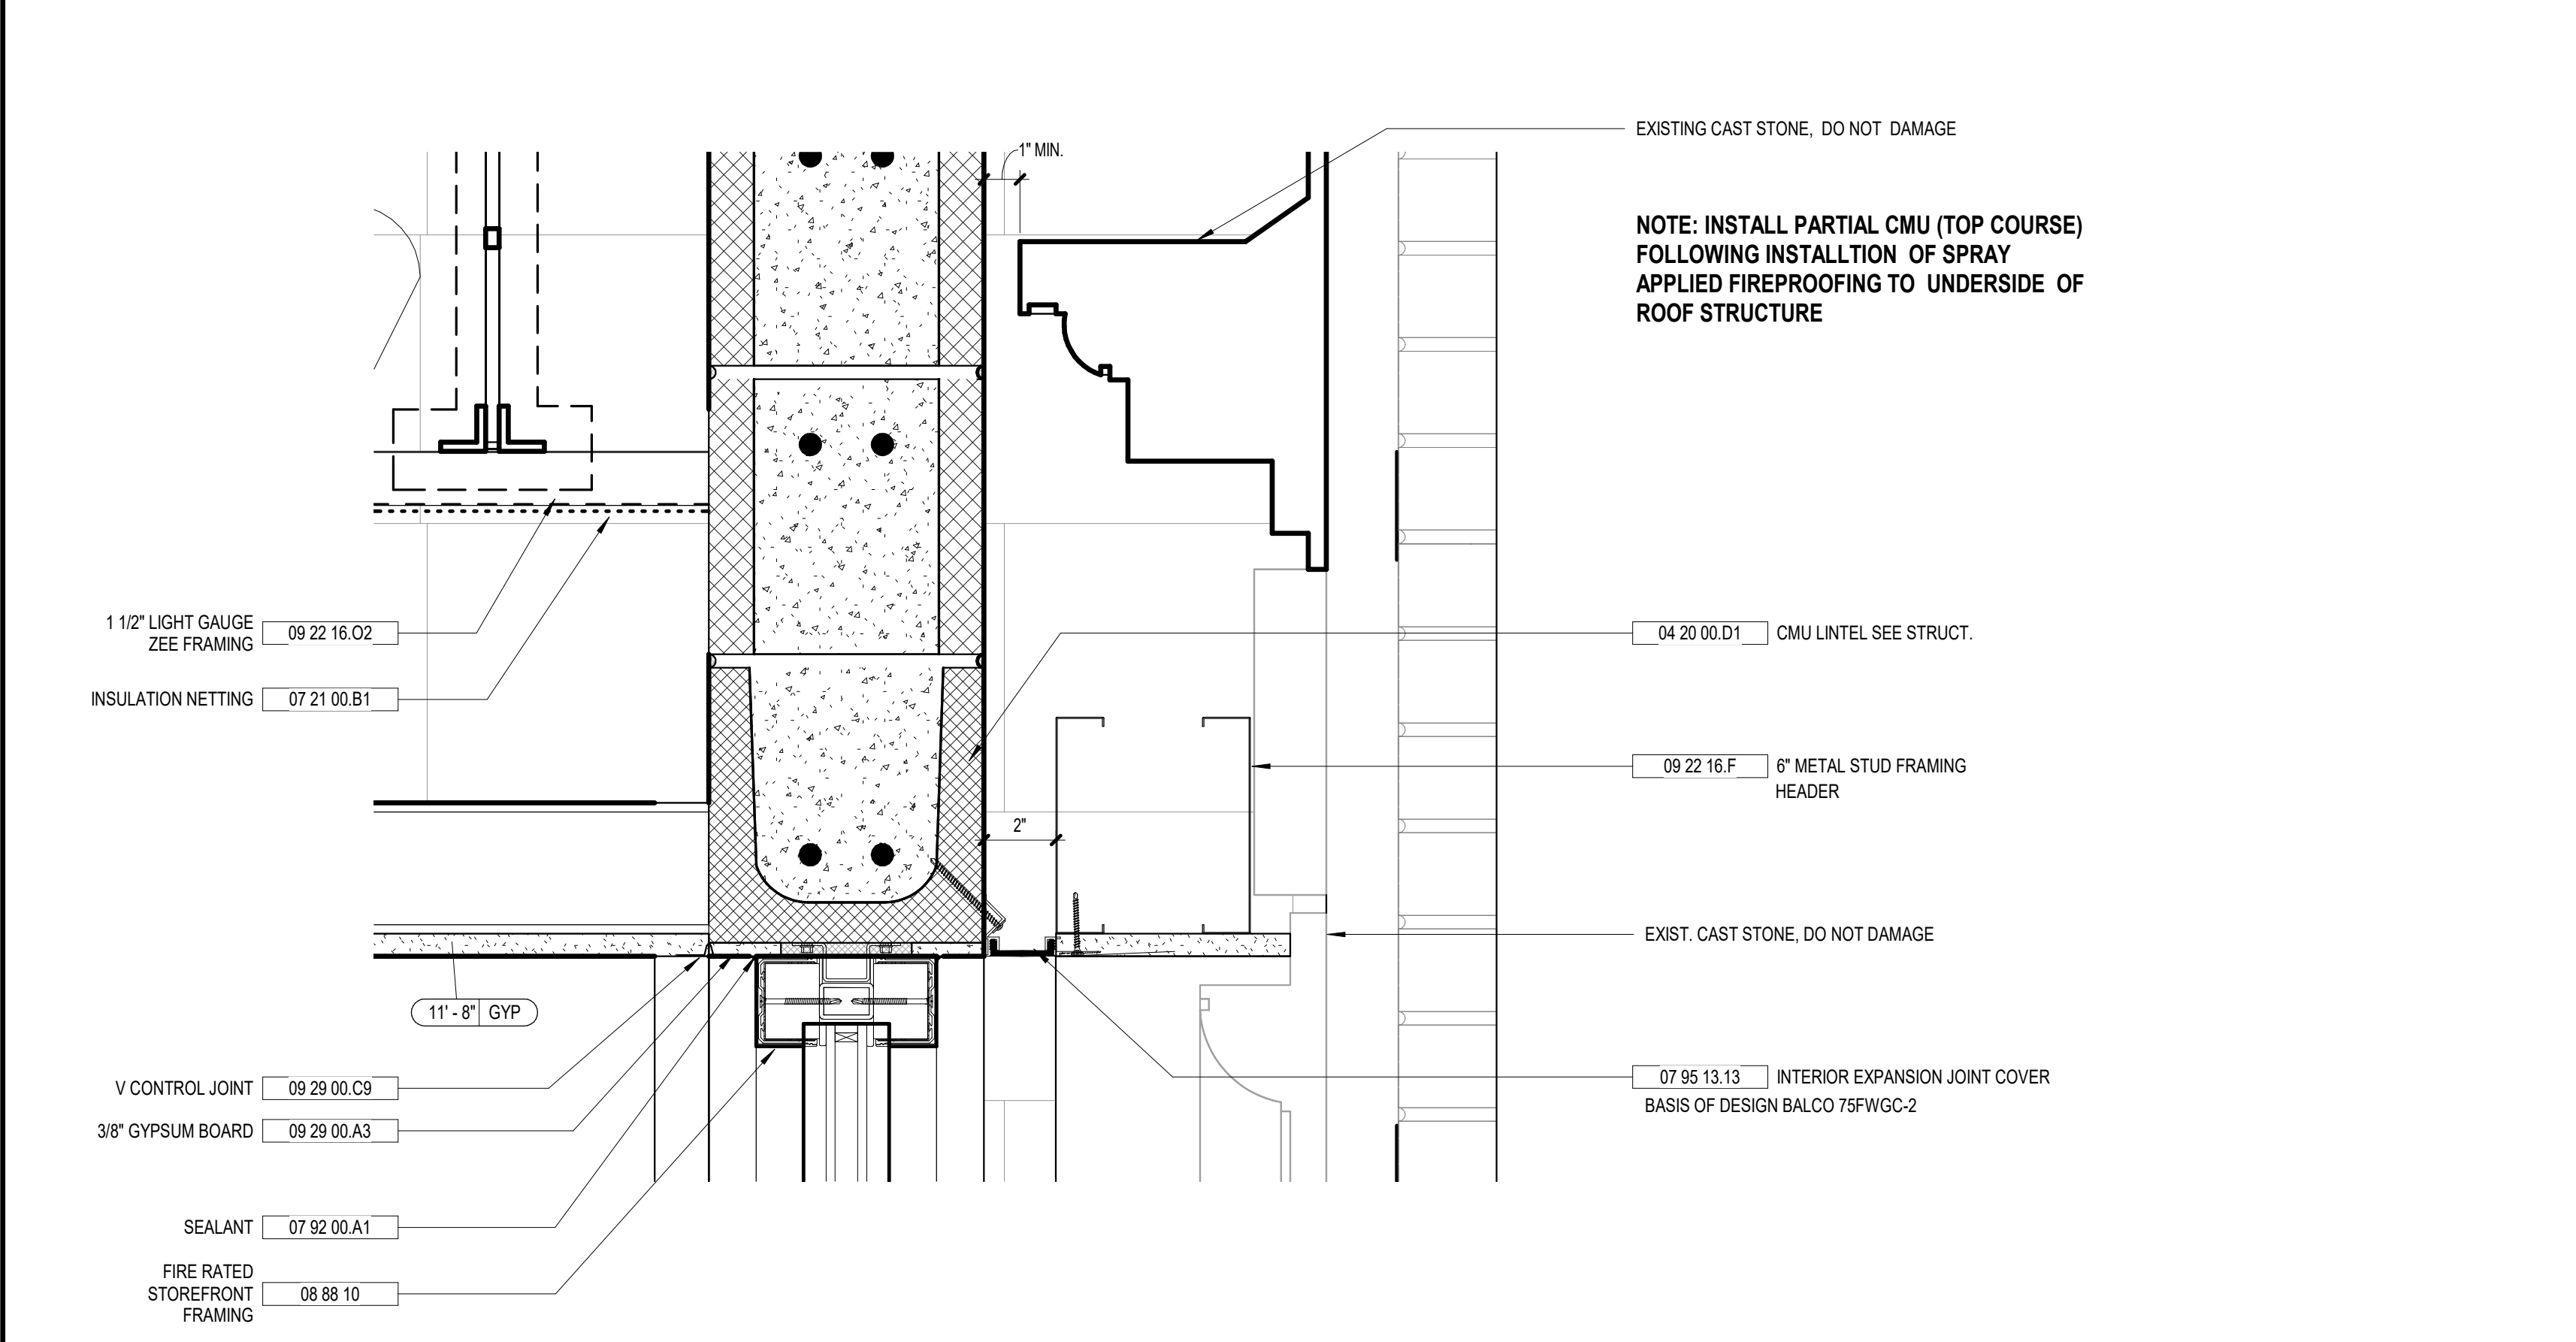 EXISTING CAST STONE, DO NOT DAMAGE
1" MIN.
NOTE: INSTALL PARTIAL CMU (TOP COURSE)
FOLLOWING INSTALLTION OF SPRAY
APPLIED FIREPROOFING TO UNDERSIDE OF
ROOF STRUCTURE
1 1/2" LIGHT GAUGE
ZEE FRAMING
09 22 16.O2
INSULATION NETTING 07 21 00.B1
04 20 00.D1 CMU LINTEL SEE STRUCT.
09 22 16.F 6" METAL STUD FRAMING
HEADER
2"
EXIST. CAST STONE, DO NOT DAMAGE
11' - 8" GYP
V CONTROL JOINT 09 29 00.C9
3/8" GYPSUM BOARD 09 29 00.A3
07 95 13.13 INTERIOR EXPANSION JOINT COVER
BASIS OF DESIGN BALCO 75FWGC-2
SEALANT 07 92 00.A1
FIRE RATED
STOREFRONT
FRAMING
08 88 10